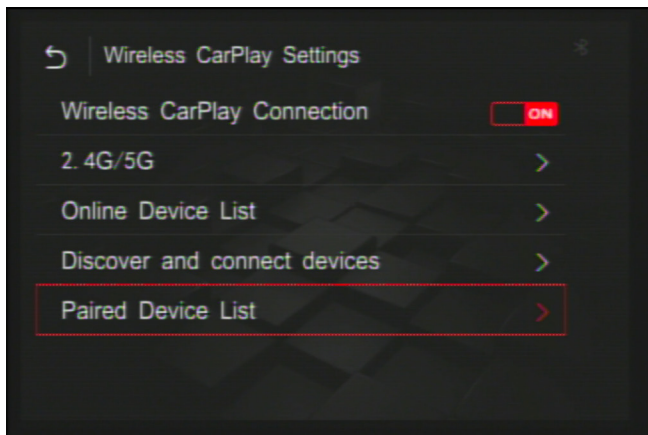 Wireless CarPlay Settings
Wireless CarPlay Connection ON
2.4G/5G
Online Device List
Discover and connect devices
Paired Device List